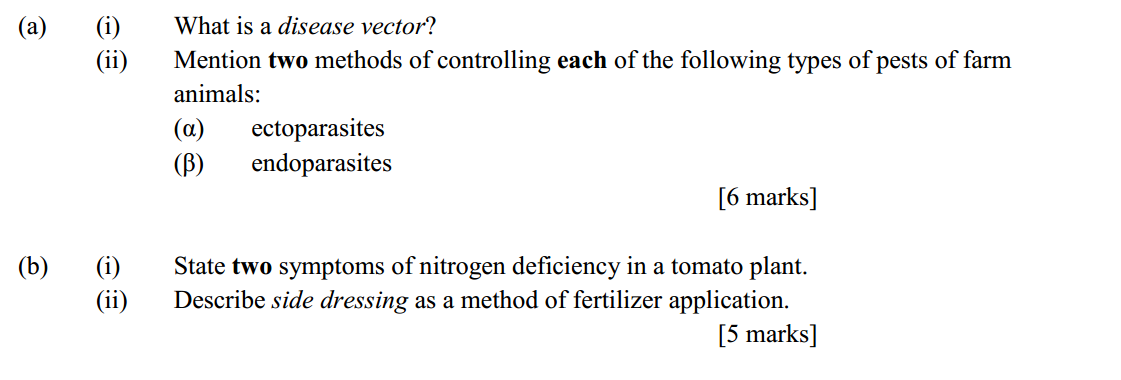 (a) (i) What is a disease vector?
(ii) Mention two methods of controlling each of the following types of pests of farm
animals:
(α) ectoparasites
(β) endoparasites
[6 marks]
(b) (i) State two symptoms of nitrogen deficiency in a tomato plant.
(ii) Describe side dressing as a method of fertilizer application.
[5 marks]